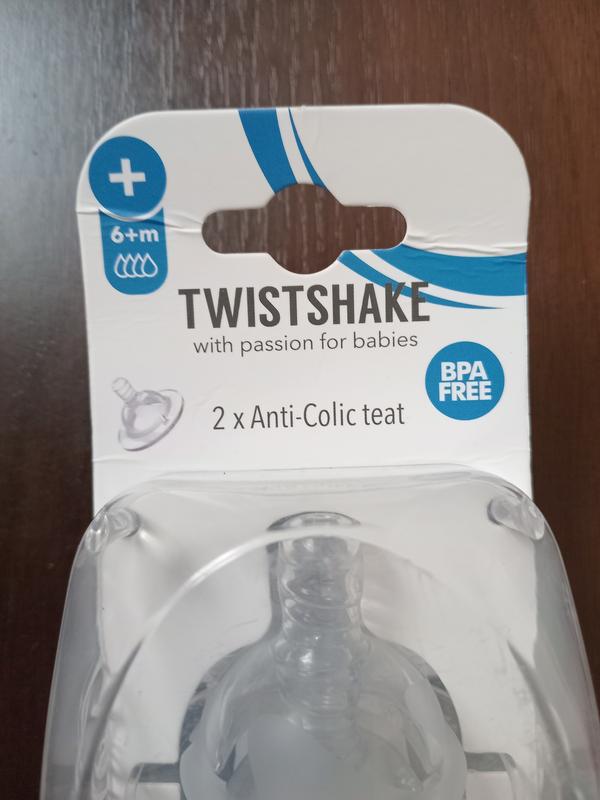 +
6+m
TWISTSHAKE
with passion for babies
BPA
FREE
2 x Anti-Colic teat